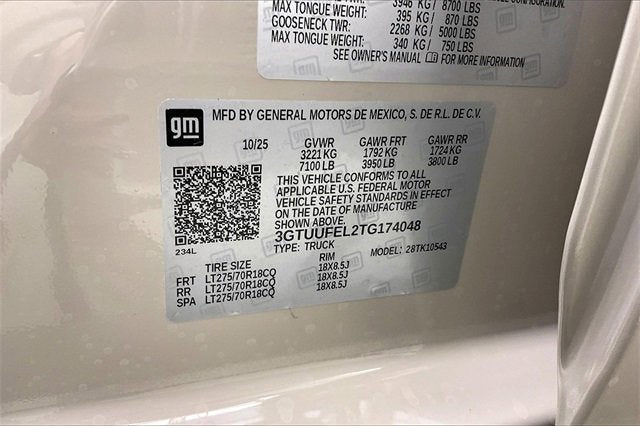 3946 KG / 8700 LBS
MAX TONGUE WEIGHT: 395 KG / 870 LBS
GOOSENECK TWR: 2268 KG / 5000 LBS
MAX TONGUE WEIGHT: 340 KG / 750 LBS
SEE OWNER'S MANUAL FOR MORE INFORMATION
gm
MFD BY GENERAL MOTORS DE MEXICO, S. DE R.L. DE C.V.
10/25 GVWR GAWR FRT GAWR RR
3221 KG 1792 KG 1724 KG
7100 LB 3950 LB 3800 LB
THIS VEHICLE CONFORMS TO ALL
APPLICABLE U.S. FEDERAL MOTOR
VEHICLE SAFETY STANDARDS IN EFFECT
ON THE DATE OF MANUFACTURE
SHOWN ABOVE.
3GTUUFEL2TG174048
234L
TYPE: TRUCK MODEL: 28TK10543
TIRE SIZE RIM
FRT LT275/70R18CQ 18X8.5J
RR LT275/70R18CQ 18X8.5J
SPA LT275/70R18CQ 18X8.5J